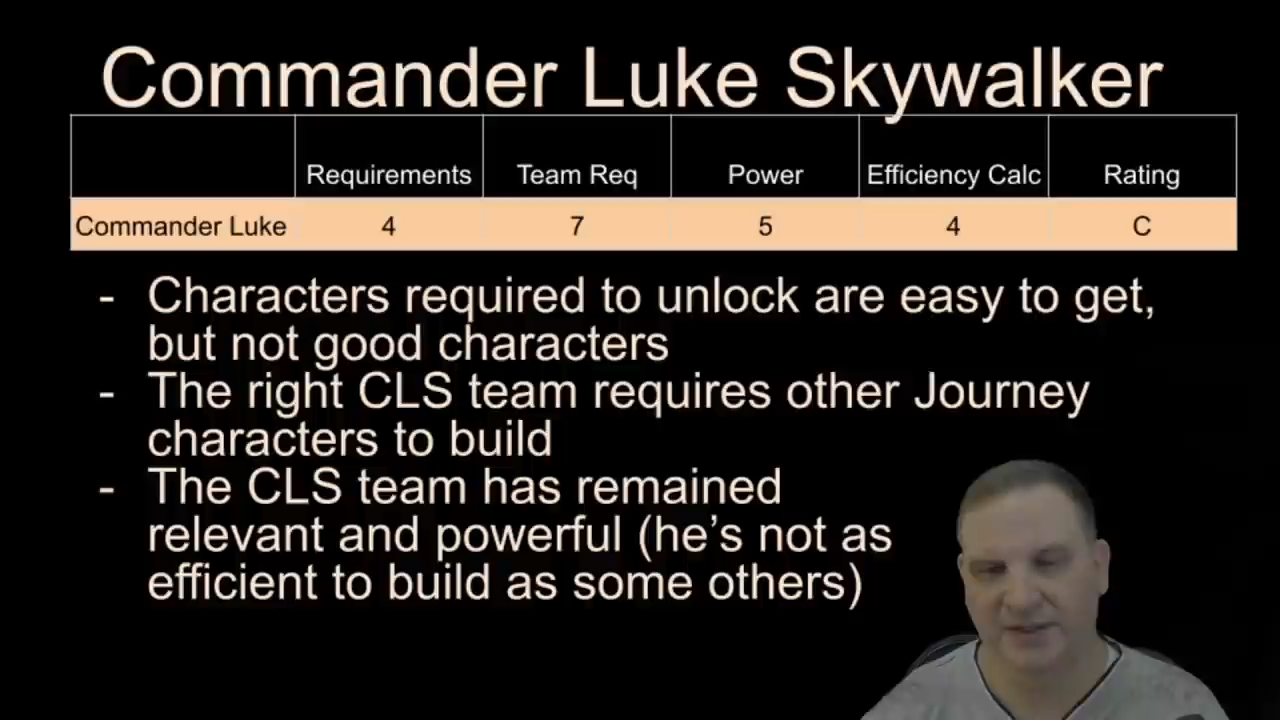 Commander Luke Skywalker
Requirements Team Req Power Efficiency Calc Rating
Commander Luke 4 7 5 4 C
- Characters required to unlock are easy to get,
but not good characters
- The right CLS team requires other Journey
characters to build
- The CLS team has remained
relevant and powerful (he's not as
efficient to build as some others)